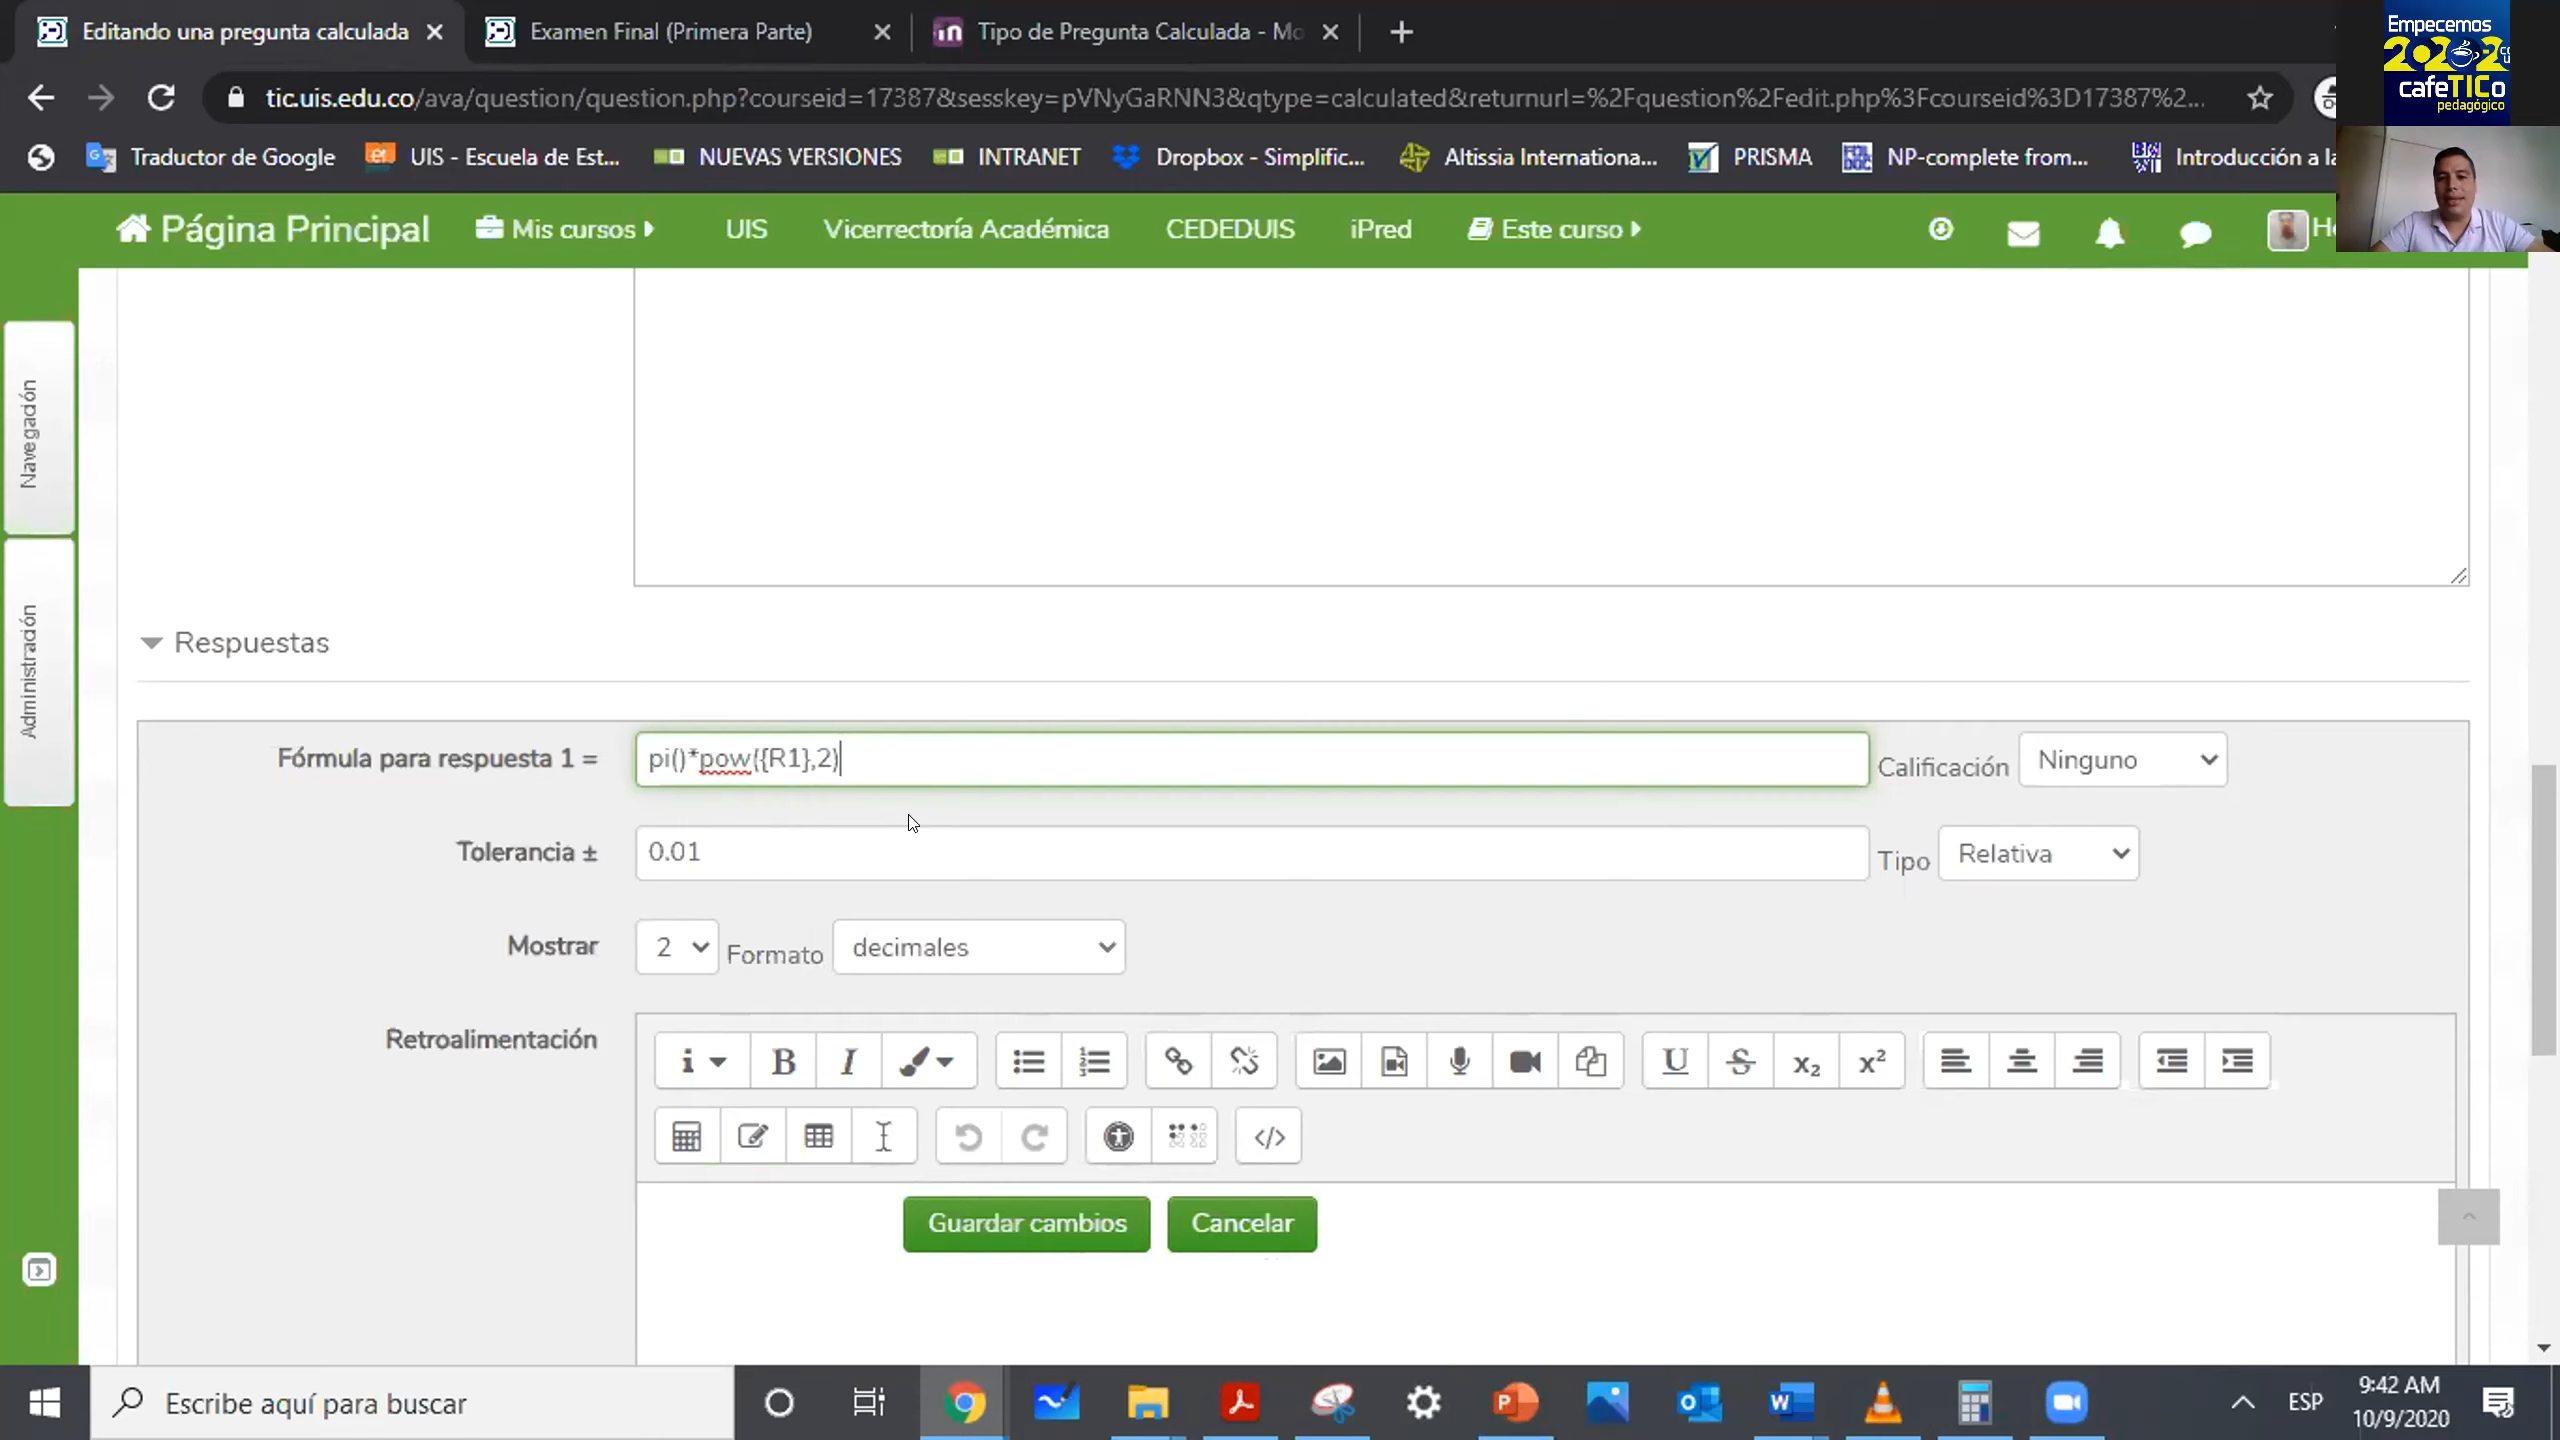 Editando una pregunta calculada
Examen Final (Primera Parte)
Tipo de Pregunta Calculada - Mo
Empecemos
2020-2
cafeTICo
pedagógico
tic.uis.edu.co/ava/question/question.php?courseid=17387&sesskey=pVNyGaRNN3&qtype=calculated&returnurl=%2Fquestion%2Fedit.php%3Fcourseid%3D17387%2...
Traductor de Google
UIS - Escuela de Est...
NUEVAS VERSIONES
INTRANET
Dropbox - Simplific...
Altissia Internationa...
PRISMA
NP-complete from...
Introducción a la
Página Principal
Mis cursos
UIS
Vicerrectoría Académica
CEDEDUIS
iPred
Este curso
Navegación
Administración
Respuestas
Fórmula para respuesta 1 =
pi()*pow({R1},2)
Calificación
Ninguno
Tolerancia ±
0.01
Tipo
Relativa
Mostrar
2
Formato
decimales
Retroalimentación
Guardar cambios
Cancelar
Escribe aquí para buscar
ESP
9:42 AM
10/9/2020